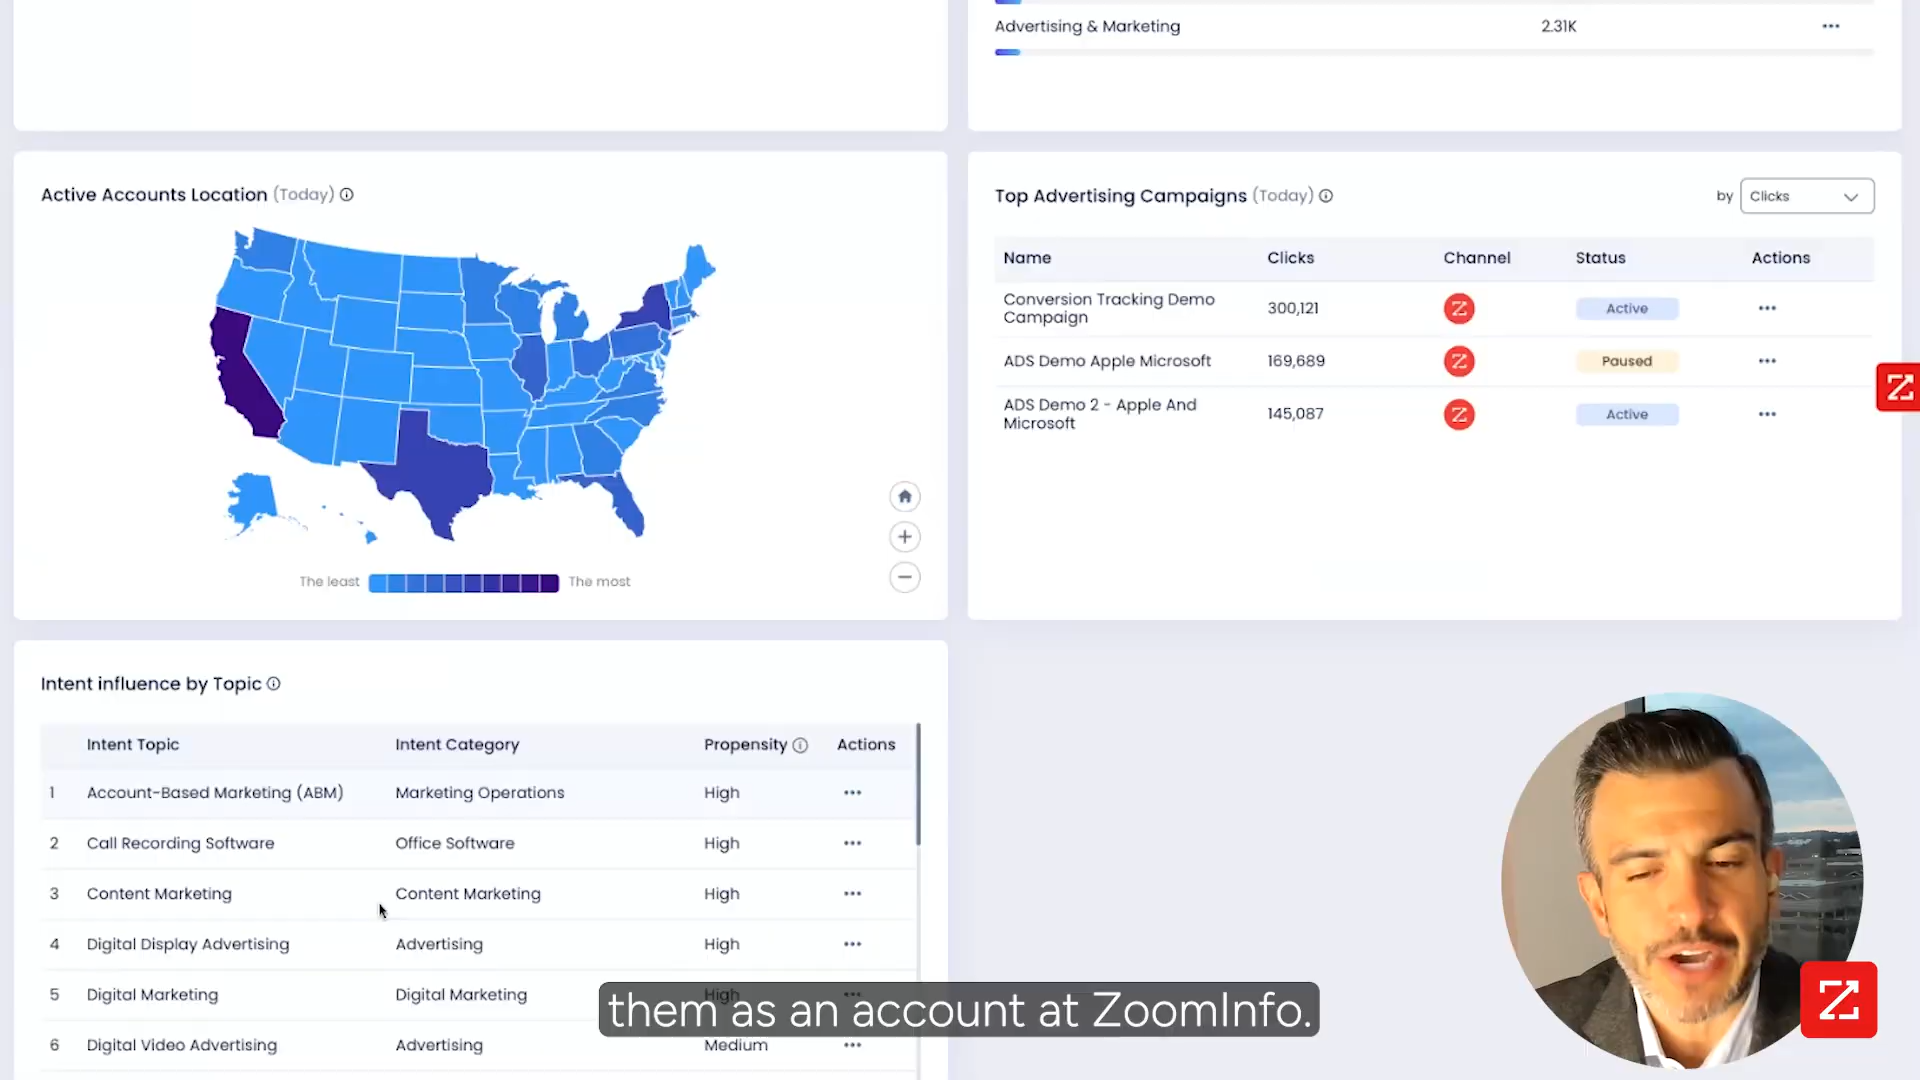 Advertising & Marketing 2.31K •••
Active Accounts Location (Today)
The least The most
Top Advertising Campaigns (Today) by Clicks
Name Clicks Channel Status Actions
Conversion Tracking Demo
Campaign 300,121 Active •••
ADS Demo Apple Microsoft 169,689 Paused •••
ADS Demo 2 - Apple And
Microsoft 145,087 Active •••
Intent influence by Topic
Intent Topic Intent Category Propensity Actions
1 Account-Based Marketing (ABM) Marketing Operations High •••
2 Call Recording Software Office Software High •••
3 Content Marketing Content Marketing High •••
4 Digital Display Advertising Advertising High •••
5 Digital Marketing Digital Marketing High •••
6 Digital Video Advertising Advertising Medium •••
them as an account at ZoomInfo.